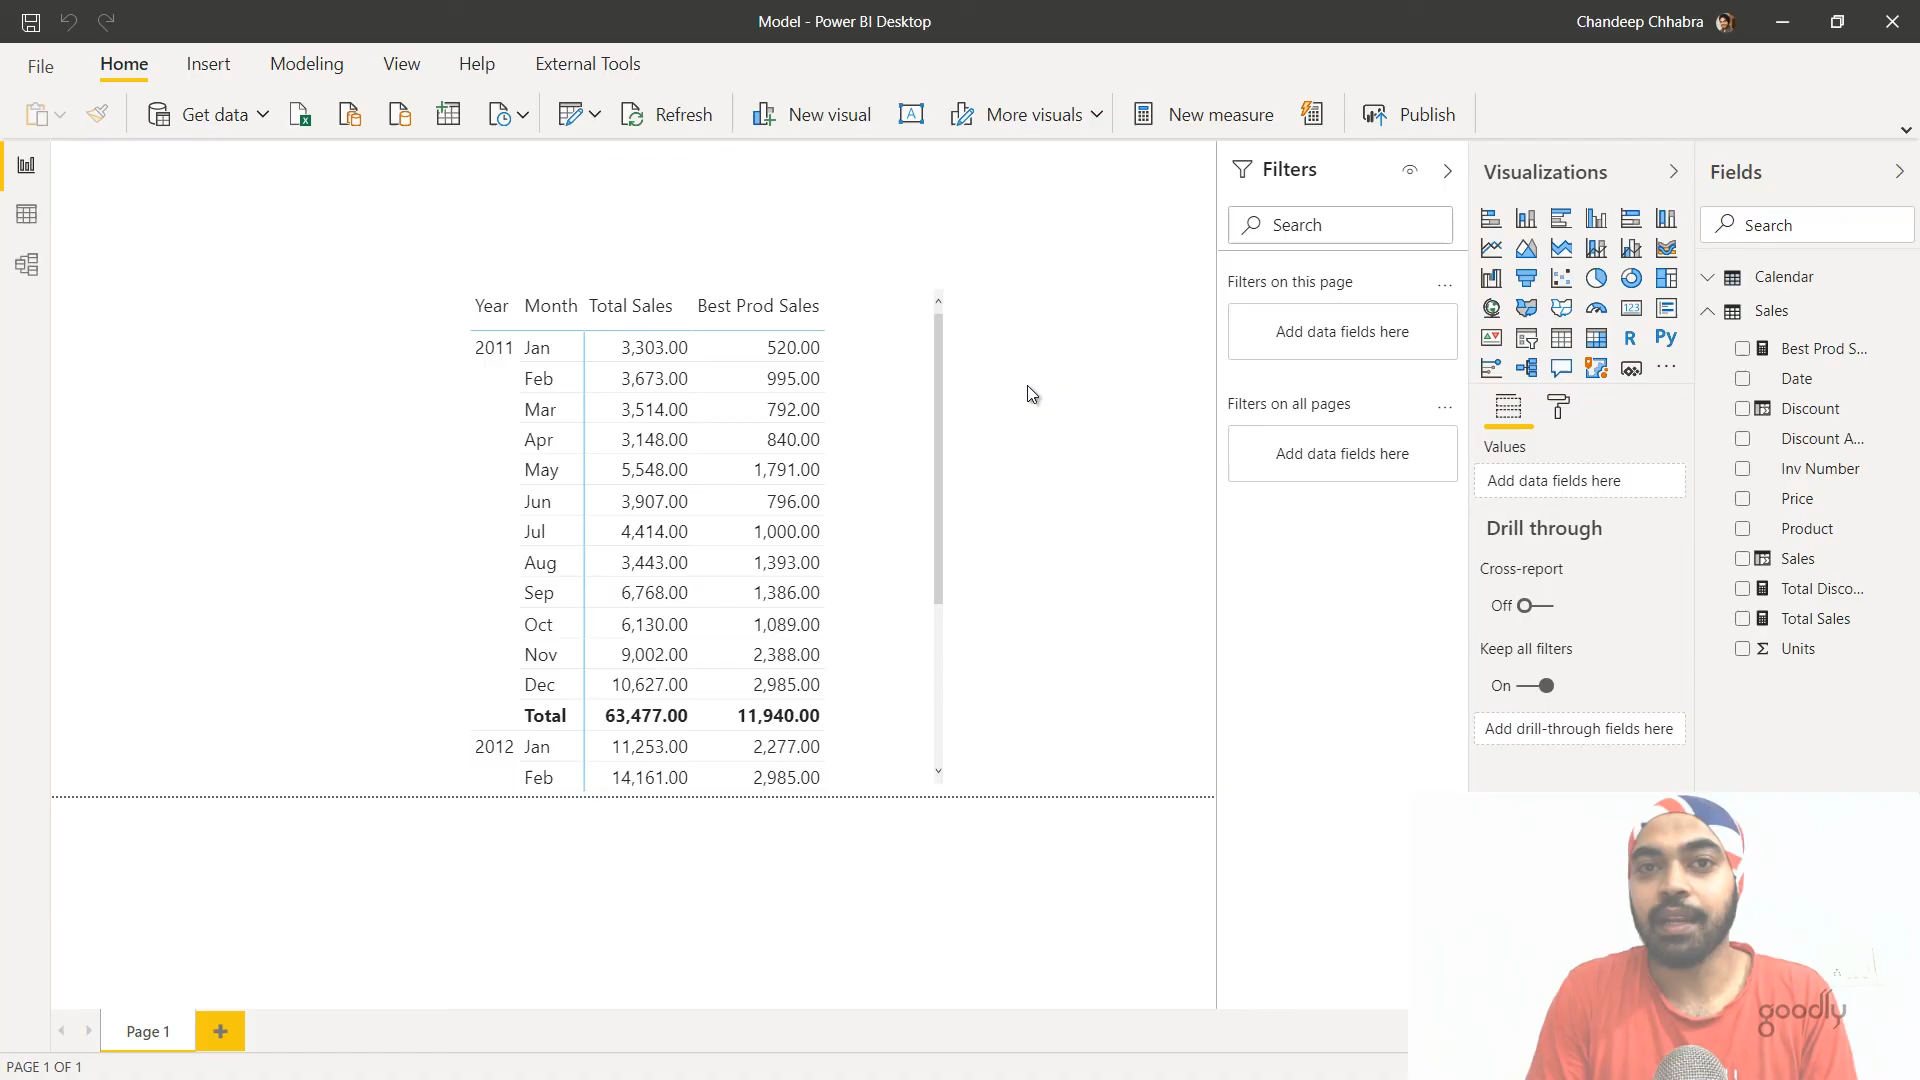 Model - Power BI Desktop
Chandeep Chhabra
File
Home
Insert
Modeling
View
Help
External Tools
Get data
Refresh
New visual
A
More visuals
New measure
Publish
Filters
Search
Filters on this page
...
Add data fields here
Filters on all pages
...
Add data fields here
Visualizations
123
R
Py
...
Values
Add data fields here
Drill through
Cross-report
Off
Keep all filters
On
Add drill-through fields here
Fields
Search
Calendar
Sales
Best Prod S...
Date
Discount
Discount A...
Inv Number
Price
Product
Sales
Total Disco...
Total Sales
Σ Units
Year Month Total Sales Best Prod Sales
2011 Jan 3,303.00 520.00
Feb 3,673.00 995.00
Mar 3,514.00 792.00
Apr 3,148.00 840.00
May 5,548.00 1,791.00
Jun 3,907.00 796.00
Jul 4,414.00 1,000.00
Aug 3,443.00 1,393.00
Sep 6,768.00 1,386.00
Oct 6,130.00 1,089.00
Nov 9,002.00 2,388.00
Dec 10,627.00 2,985.00
Total 63,477.00 11,940.00
2012 Jan 11,253.00 2,277.00
Feb 14,161.00 2,985.00
goodly
Page 1
+
PAGE 1 OF 1